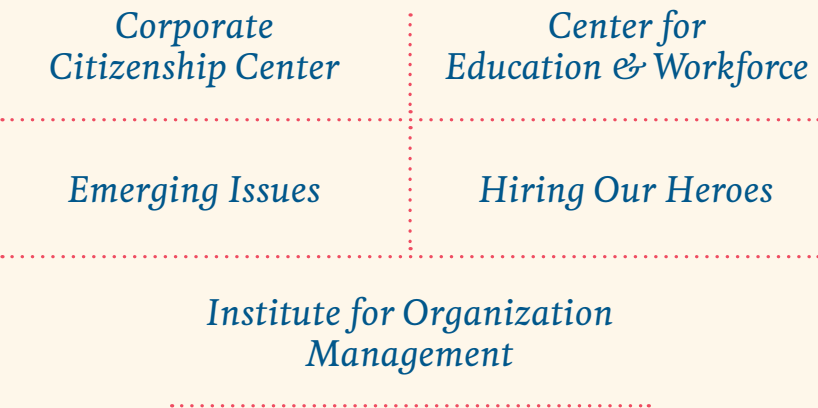 Corporate
Citizenship Center
Center for
Education & Workforce
Emerging Issues
Hiring Our Heroes
Institute for Organization
Management